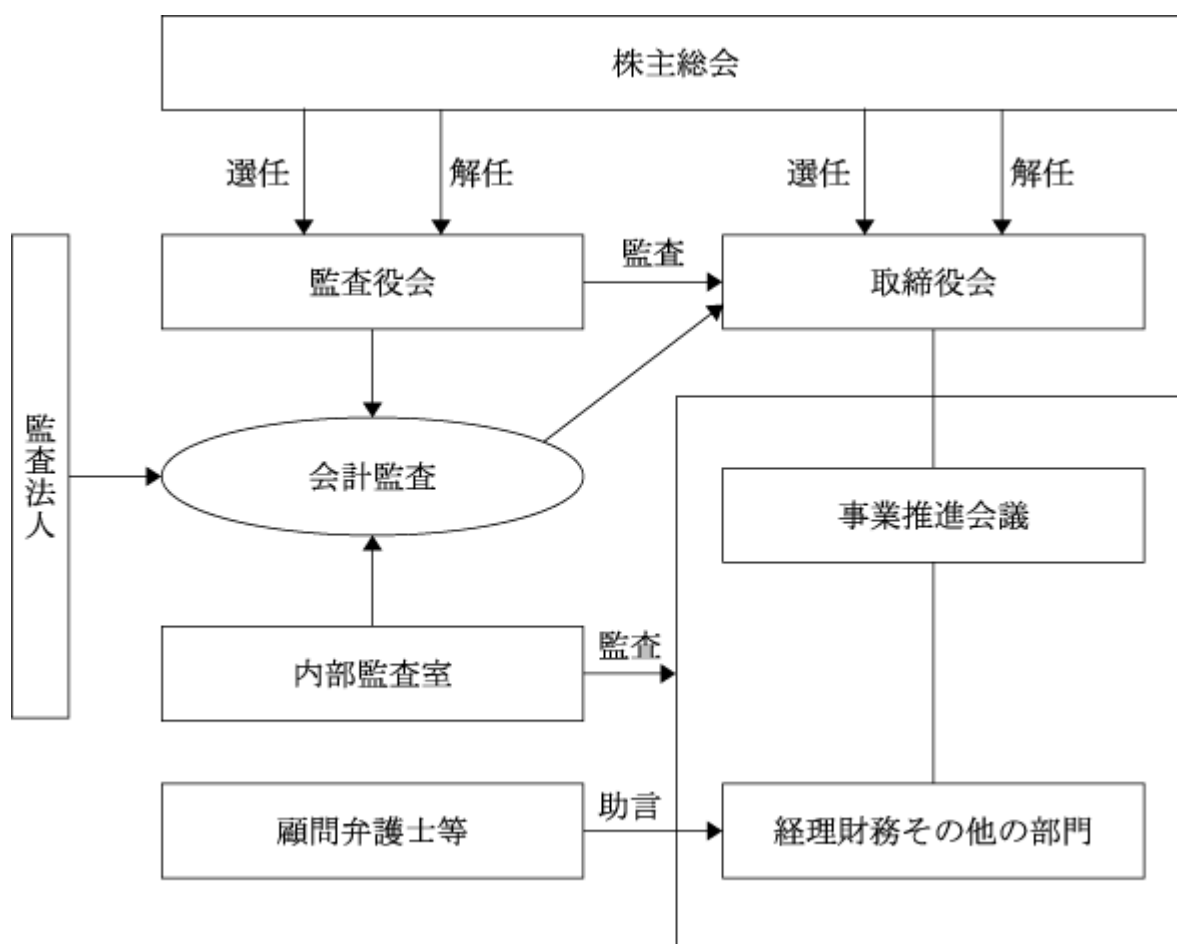 株主総会
選任
解任
選任
解任
監査役会
監査
取締役会
監査法人
会計監査
事業推進会議
内部監査室
監査
顧問弁護士等
助言
経理財務その他の部門